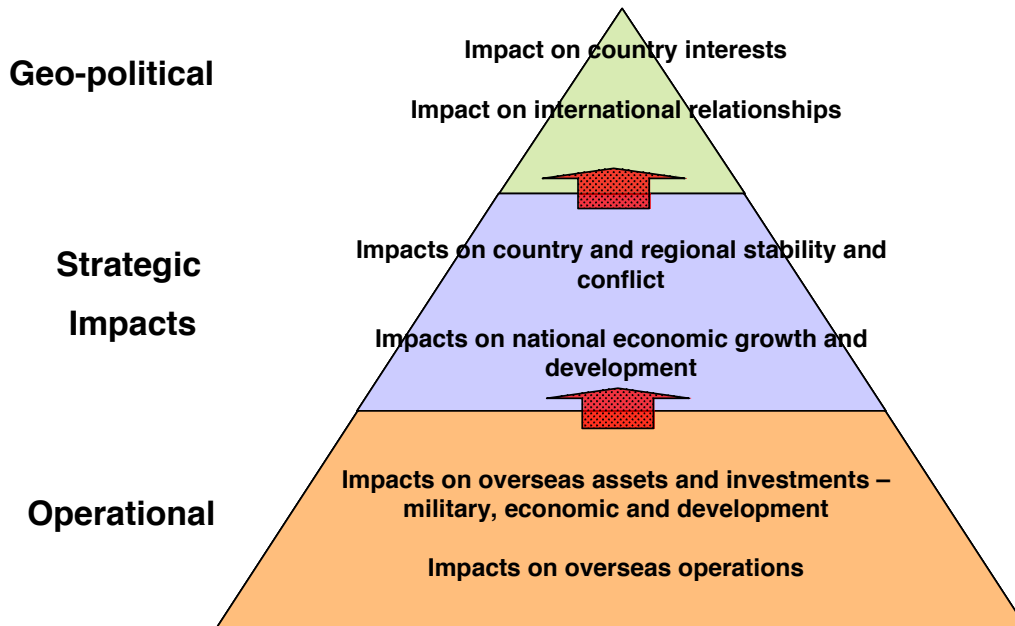 Impact on country interests
Geo-political
Impact on international relationships
Impacts on country and regional stability and
conflict
Strategic
Impacts
Impacts on national economic growth and
development
Impacts on overseas assets and investments –
military, economic and development
Operational
Impacts on overseas operations